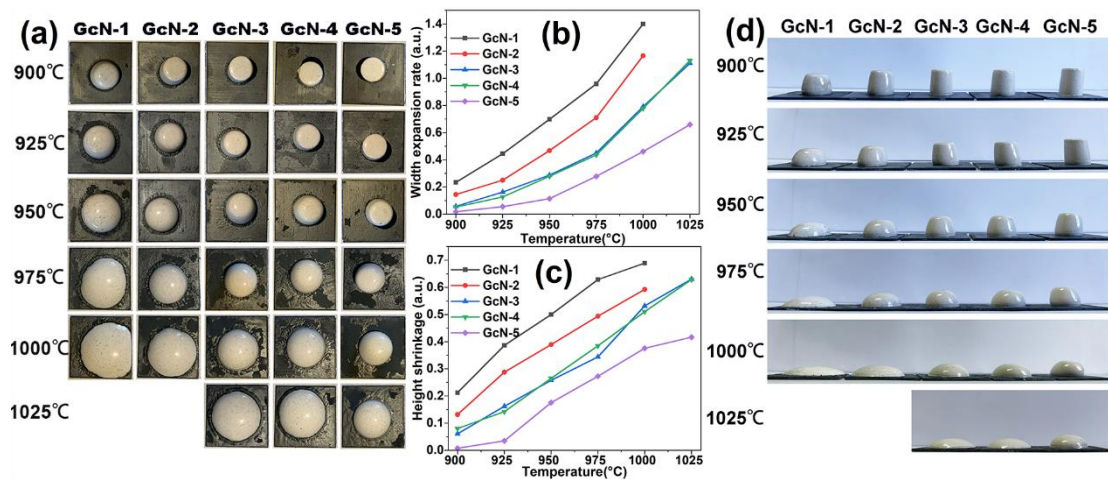 (a)
GcN-1 GcN-2 GcN-3 GcN-4 GcN-5
900℃
925℃
950℃
975℃
1000℃
1025℃
(b)
Width expansion rate (a.u.)
1.4
1.2
1.0
0.8
0.6
0.4
0.2
0.0
GcN-1
GcN-2
GcN-3
GcN-4
GcN-5
900 925 950 975 1000 1025
Temperature(°C)
(c)
Height shrinkage (a.u.)
0.7
0.6
0.5
0.4
0.3
0.2
0.1
0.0
GcN-1
GcN-2
GcN-3
GcN-4
GcN-5
900 925 950 975 1000 1025
Temperature(°C)
(d)
GcN-1 GcN-2 GcN-3 GcN-4 GcN-5
900℃
925℃
950℃
975℃
1000℃
1025℃